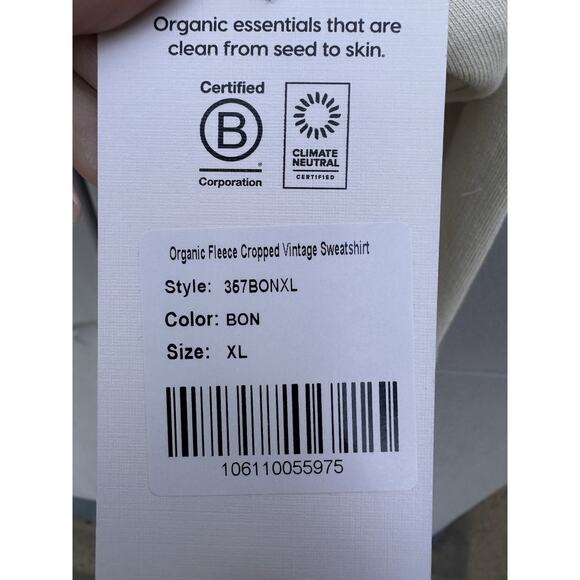 Organic essentials that are
clean from seed to skin.
Certified
B
®
Corporation
CLIMATE
NEUTRAL
CERTIFIED
Organic Fleece Cropped Vintage Sweatshirt
Style: 357BONXL
Color: BON
Size: XL
106110055975